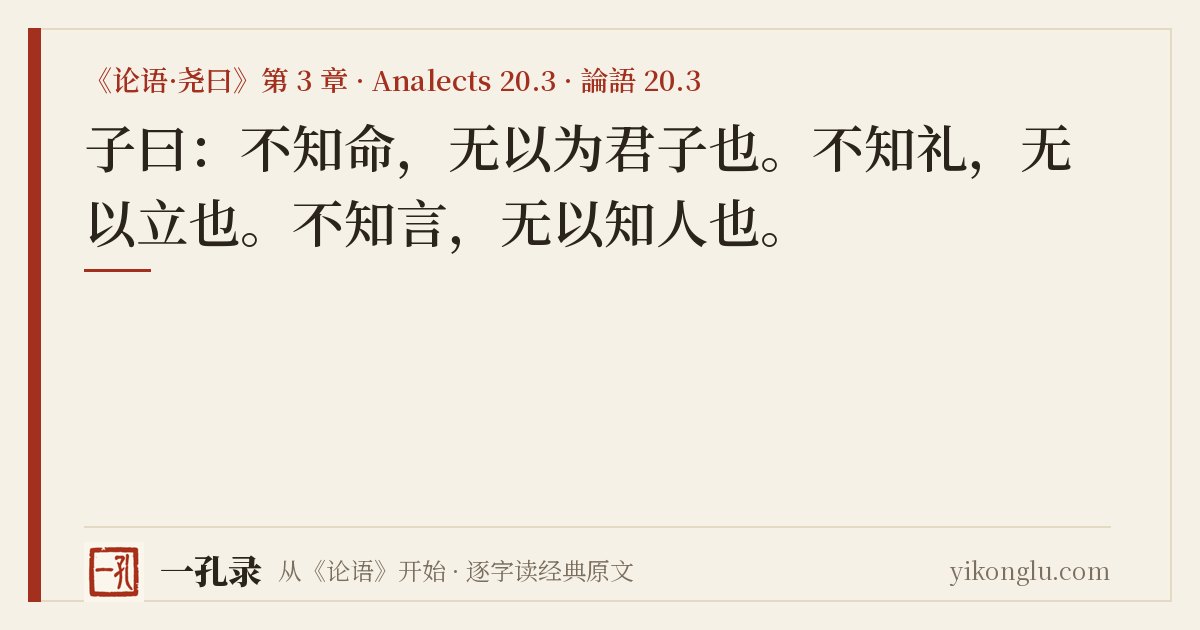 《论语·尧曰》第 3 章 · Analects 20.3 · 論語 20.3
子曰：不知命，无以为君子也。不知礼，无
以立也。不知言，无以知人也。
一孔
一孔录 从《论语》开始 · 逐字读经典原文 yikonglu.com